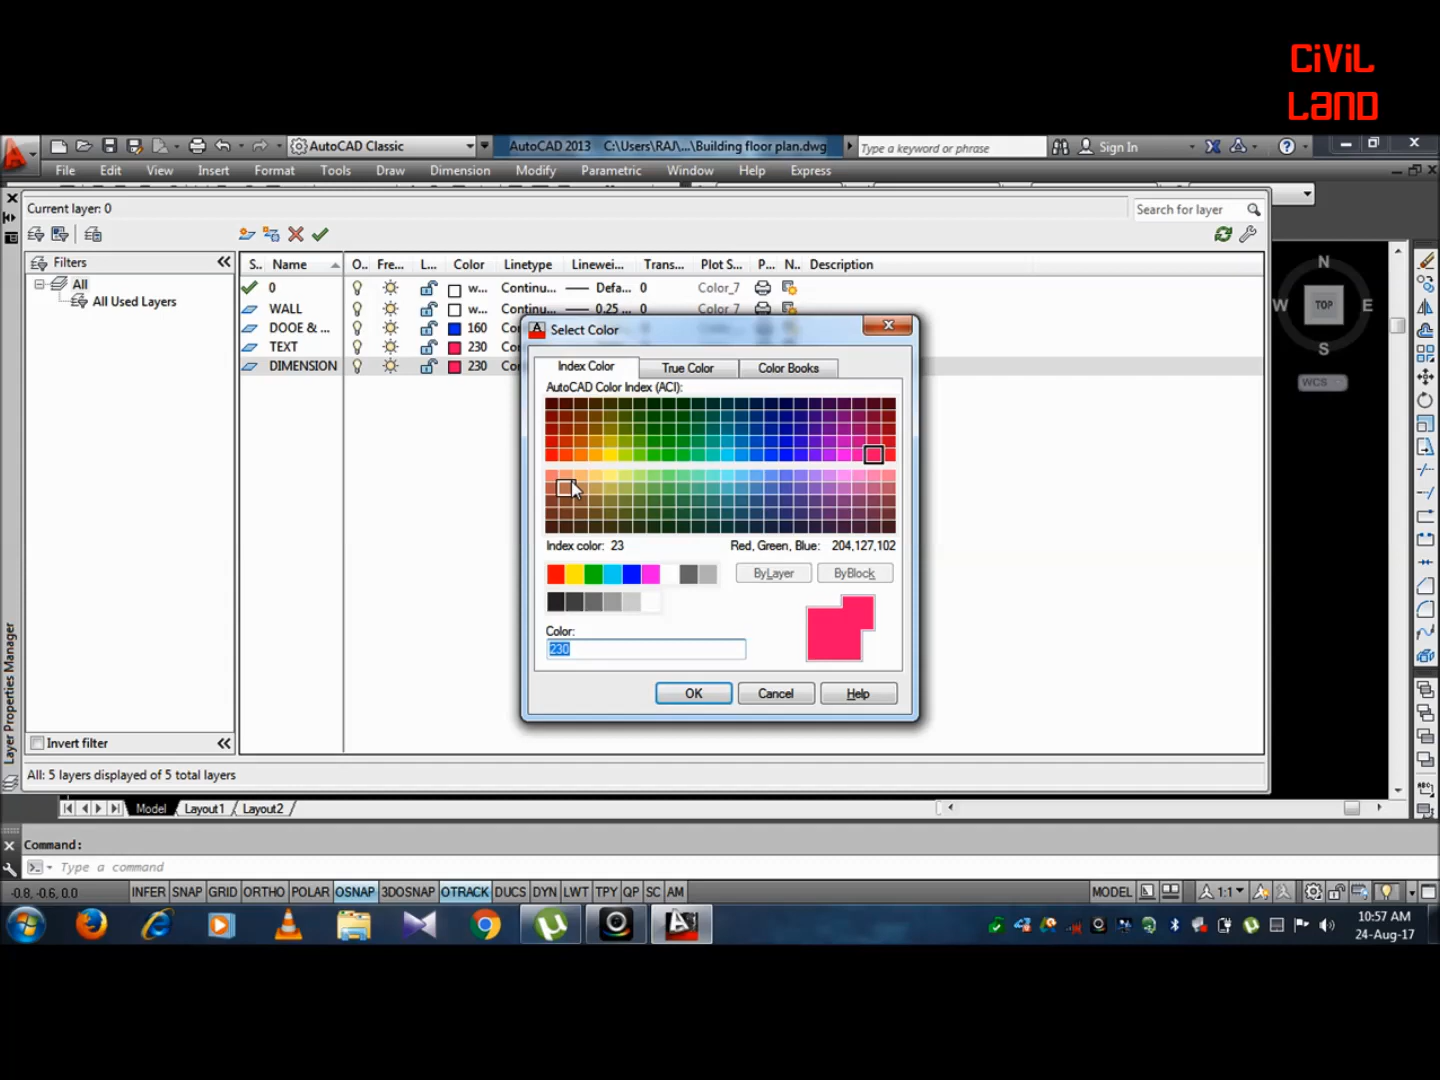 CiViL
LAND
AutoCAD Classic
AutoCAD 2013 C:\Users\RAJ\...\Building floor plan.dwg
Type a keyword or phrase
Sign In
File Edit View Insert Format Tools Draw Dimension Modify Parametric Window Help Express
Current layer: 0
Search for layer
Filters
All
All Used Layers
S.. Name O.. Fre... L... Color Linetype Linewei... Trans... Plot S... P... N.. Description
0 w... Continu... Defa... 0 Color_7
WALL w... Continu... 0.25 ... 0 Color_7
DOOE & ... 160
TEXT 230
DIMENSION 230
Select Color
Index Color True Color Color Books
AutoCAD Color Index (ACI):
Index color: 23 Red, Green, Blue: 204,127,102
ByLayer ByBlock
Color:
230
OK Cancel Help
N
W TOP E
S
WCS
Layer Properties Manager
Invert filter
All: 5 layers displayed of 5 total layers
Model Layout1 Layout2
Command:
Type a command
-0.8, -0.6, 0.0 INFER SNAP GRID ORTHO POLAR OSNAP 3DOSNAP OTRACK DUCS DYN LWT TPY QP SC AM MODEL 1:1
10:57 AM
24-Aug-17